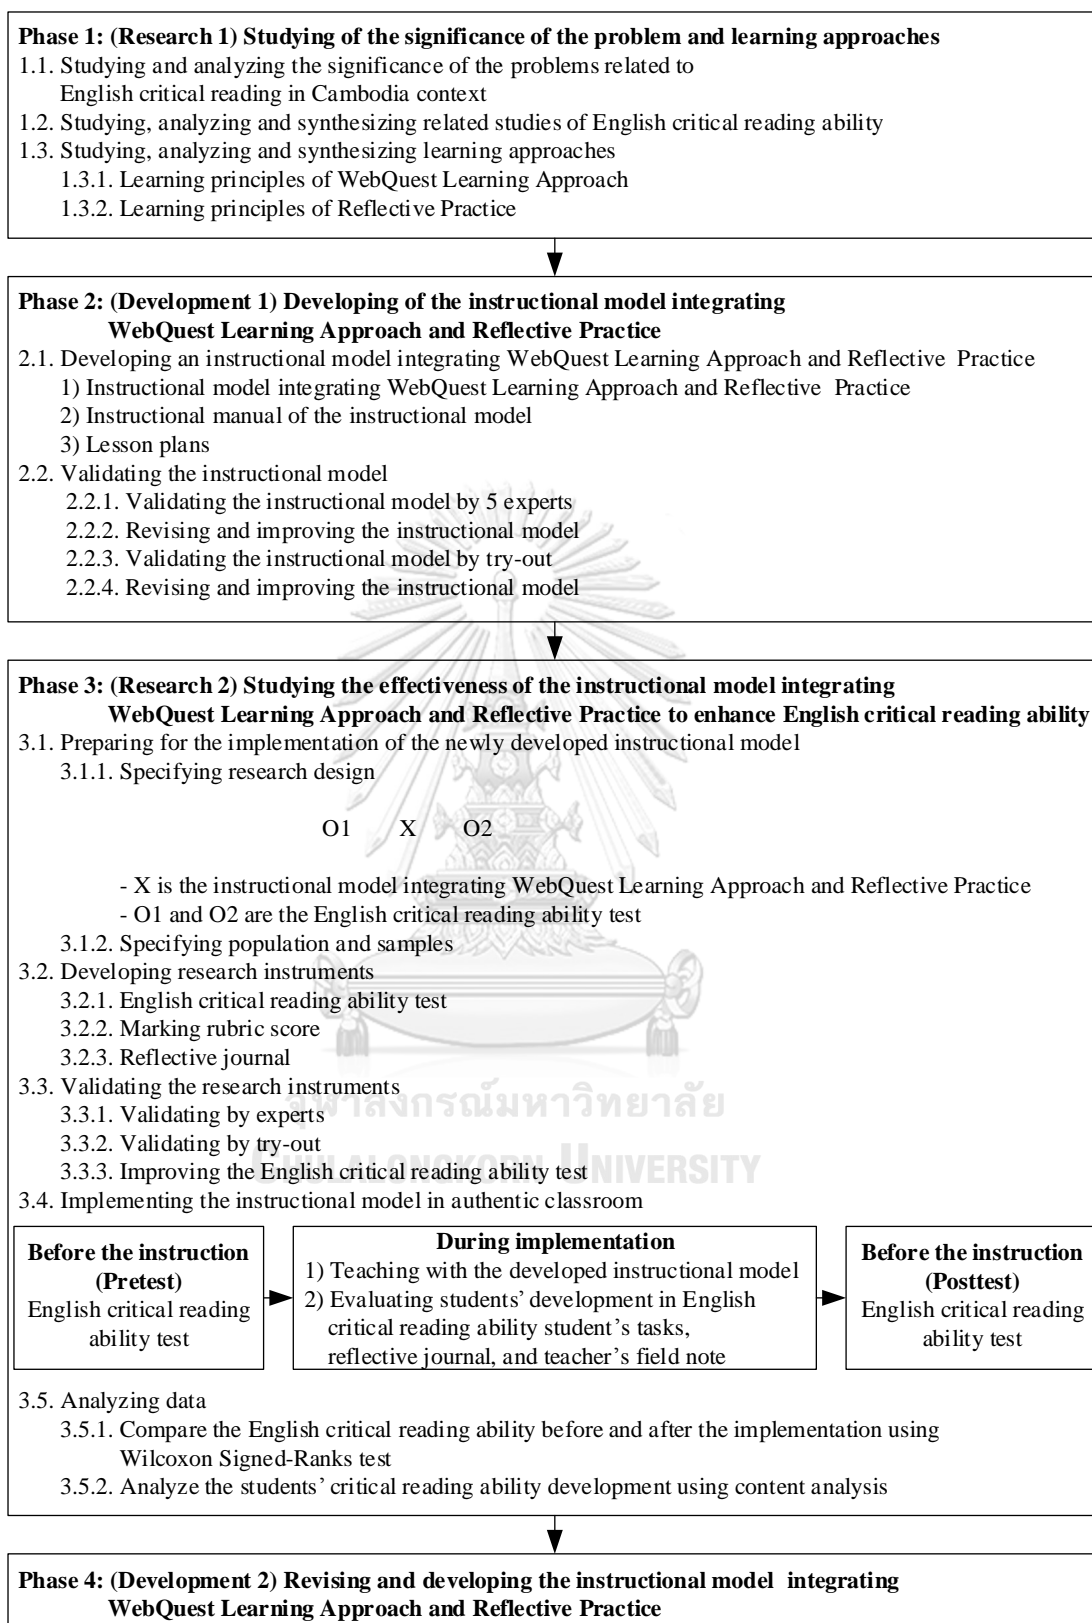 Phase 1: (Research 1) Studying of the significance of the problem and learning approaches
1.1. Studying and analyzing the significance of the problems related to
English critical reading in Cambodia context
1.2. Studying, analyzing and synthesizing related studies of English critical reading ability
1.3. Studying, analyzing and synthesizing learning approaches
1.3.1. Learning principles of WebQuest Learning Approach
1.3.2. Learning principles of Reflective Practice
Phase 2: (Development 1) Developing of the instructional model integrating
WebQuest Learning Approach and Reflective Practice
2.1. Developing an instructional model integrating WebQuest Learning Approach and Reflective Practice
1) Instructional model integrating WebQuest Learning Approach and Reflective Practice
2) Instructional manual of the instructional model
3) Lesson plans
2.2. Validating the instructional model
2.2.1. Validating the instructional model by 5 experts
2.2.2. Revising and improving the instructional model
2.2.3. Validating the instructional model by try-out
2.2.4. Revising and improving the instructional model
Phase 3: (Research 2) Studying the effectiveness of the instructional model integrating
WebQuest Learning Approach and Reflective Practice to enhance English critical reading ability
3.1. Preparing for the implementation of the newly developed instructional model
3.1.1. Specifying research design
O1 X O2
- X is the instructional model integrating WebQuest Learning Approach and Reflective Practice
- O1 and O2 are the English critical reading ability test
3.1.2. Specifying population and samples
3.2. Developing research instruments
3.2.1. English critical reading ability test
3.2.2. Marking rubric score
3.2.3. Reflective journal
3.3. Validating the research instruments
จุฬาลงกรณ์มหาวิทยาลัย
3.3.1. Validating by experts
3.3.2. Validating by try-out
CHULALONGKORN UNIVERSITY
3.3.3. Improving the English critical reading ability test
3.4. Implementing the instructional model in authentic classroom
Before the instruction
(Pretest)
English critical reading
ability test
During implementation
1) Teaching with the developed instructional model
2) Evaluating students’ development in English
critical reading ability student’s tasks,
reflective journal, and teacher’s field note
Before the instruction
(Posttest)
English critical reading
ability test
3.5. Analyzing data
3.5.1. Compare the English critical reading ability before and after the implementation using
Wilcoxon Signed-Ranks test
3.5.2. Analyze the students’ critical reading ability development using content analysis
Phase 4: (Development 2) Revising and developing the instructional model integrating
WebQuest Learning Approach and Reflective Practice